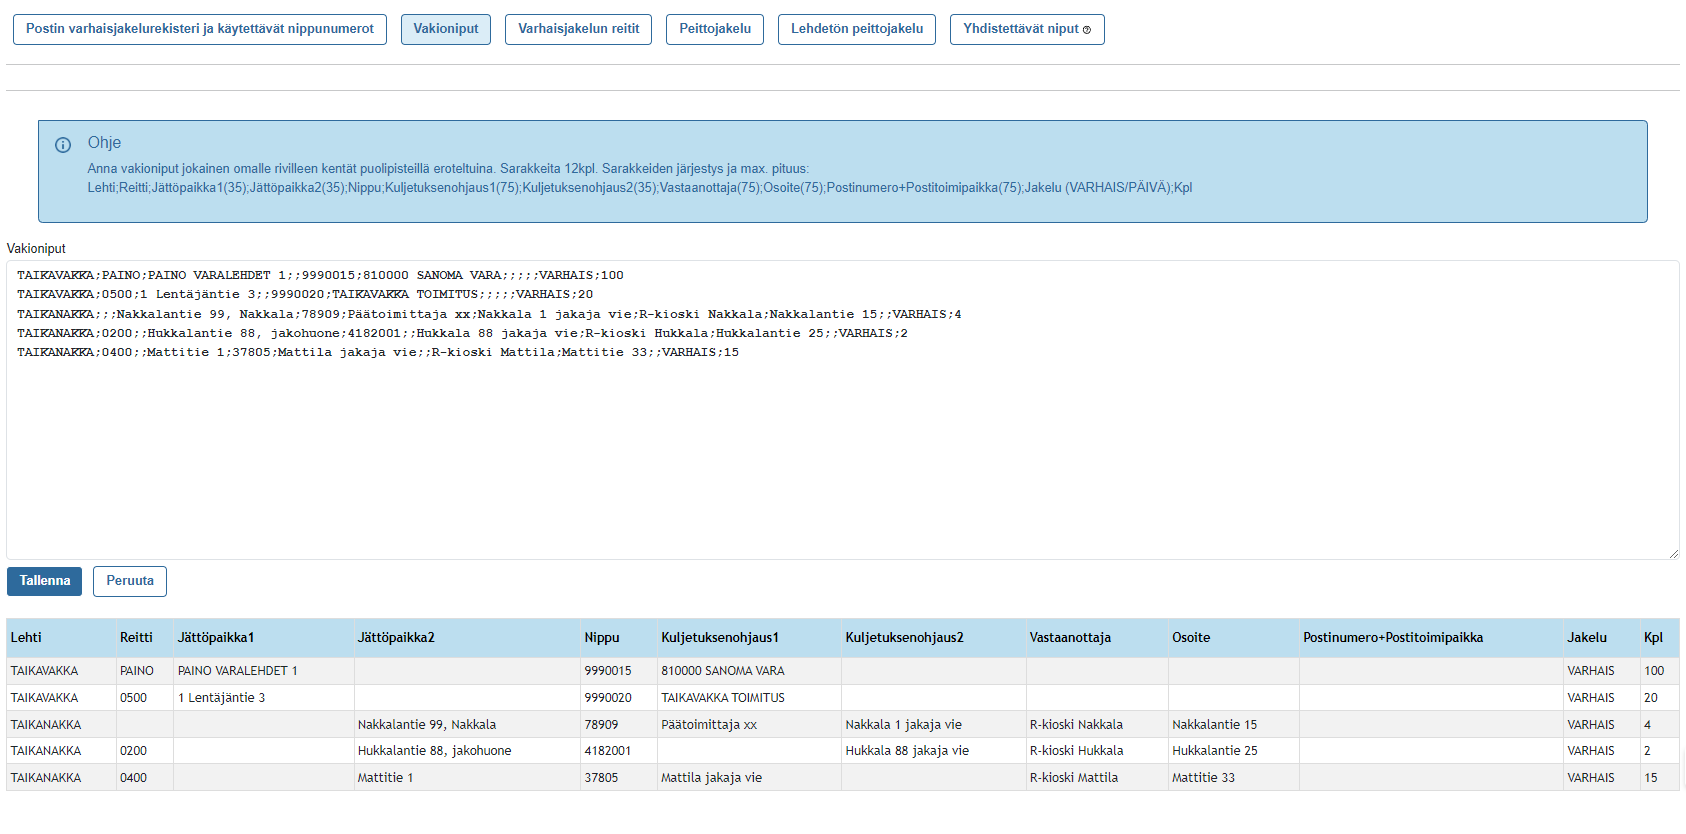 Postin varhaisjakelurekisteri ja käytettävät nippunumerot Vakioniput Varhaisjakelun reitit Peittojakelu Lehdetön peittojakelu Yhdistettävät niput
Ohje
Anna vakioniput jokainen omalle rivilleen kentät puolipisteillä eroteltuina. Sarakkeita 12kpl. Sarakkeiden järjestys ja max. pituus:
Lehti;Reitti;Jättöpaikka1(35);Jättöpaikka2(35);Nippu;Kuljetuksenohjaus1(75);Kuljetuksenohjaus2(35);Vastaanottaja(75);Osoite(75);Postinumero+Postitoimipaikka(75);Jakelu (VARHAIS/PÄIVÄ);Kpl
Vakioniput
TAIKAVAKKA;PAINO;PAINO VARALEHDET 1;;9990015;810000 SANOMA VARA;;;;;VARHAIS;100
TAIKAVAKKA;0500;1 Lentäjäntie 3;;9990020;TAIKAVAKKA TOIMITUS;;;;;VARHAIS;20
TAIKANAKKA;;;Nakkalantie 99, Nakkala;78909;Päätoimittaja xx;Nakkala 1 jakaja vie;R-kioski Nakkala;Nakkalantie 15;;VARHAIS;4
TAIKANAKKA;0200;;Hukkalantie 88, jakohuone;4182001;;Hukkala 88 jakaja vie;R-kioski Hukkala;Hukkalantie 25;;VARHAIS;2
TAIKANAKKA;0400;;Mattitie 1;37805;Mattila jakaja vie;;R-kioski Mattila;Mattitie 33;;VARHAIS;15
Tallenna Peruuta
Lehti Reitti Jättöpaikka1 Jättöpaikka2 Nippu Kuljetuksenohjaus1 Kuljetuksenohjaus2 Vastaanottaja Osoite Postinumero+Postitoimipaikka Jakelu Kpl
TAIKAVAKKA PAINO PAINO VARALEHDET 1 9990015 810000 SANOMA VARA VARHAIS 100
TAIKAVAKKA 0500 1 Lentäjäntie 3 9990020 TAIKAVAKKA TOIMITUS VARHAIS 20
TAIKANAKKA Nakkalantie 99, Nakkala 78909 Päätoimittaja xx Nakkala 1 jakaja vie R-kioski Nakkala Nakkalantie 15 VARHAIS 4
TAIKANAKKA 0200 Hukkalantie 88, jakohuone 4182001 Hukkala 88 jakaja vie R-kioski Hukkala Hukkalantie 25 VARHAIS 2
TAIKANAKKA 0400 Mattitie 1 37805 Mattila jakaja vie R-kioski Mattila Mattitie 33 VARHAIS 15